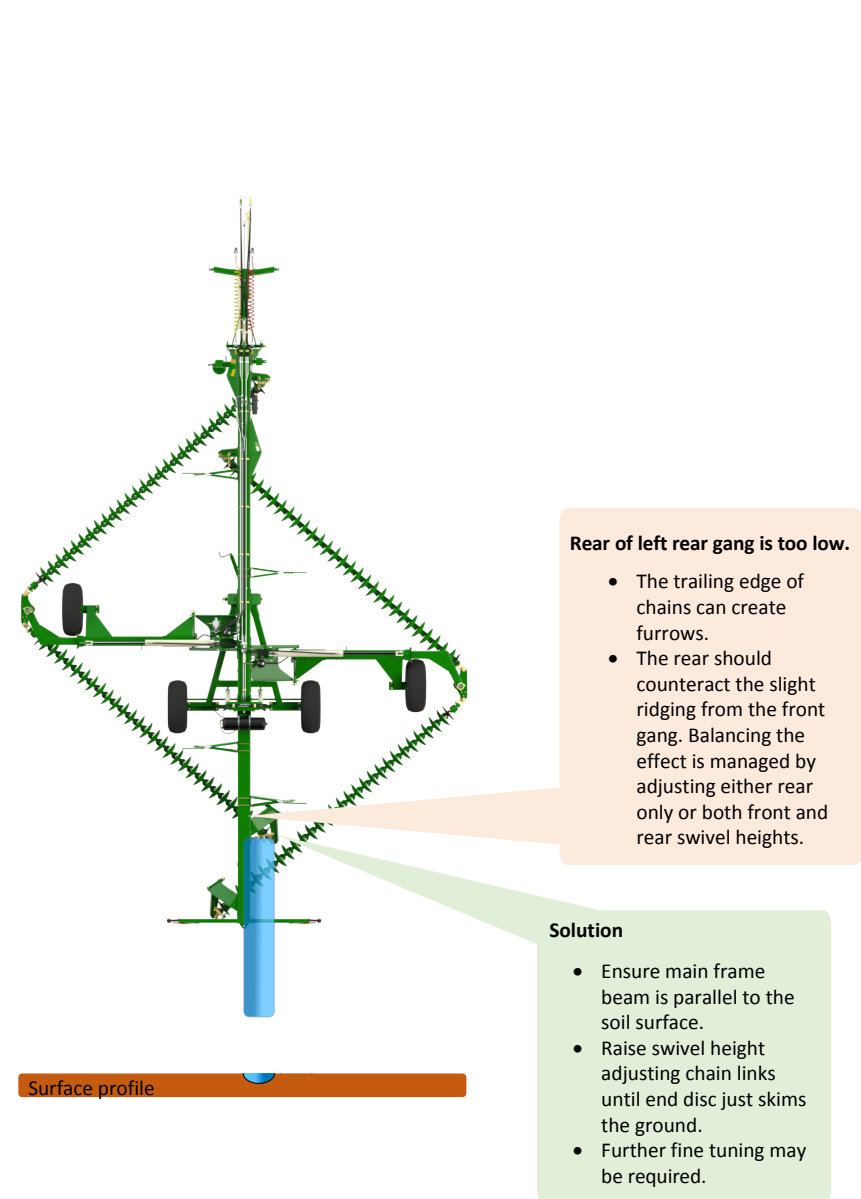 Rear of left rear gang is too low.
• The trailing edge of
chains can create
furrows.
• The rear should
counteract the slight
ridging from the front
gang. Balancing the
effect is managed by
adjusting either rear
only or both front and
rear swivel heights.
Solution
• Ensure main frame
beam is parallel to the
soil surface.
• Raise swivel height
adjusting chain links
until end disc just skims
the ground.
• Further fine tuning may
be required.
Surface profile